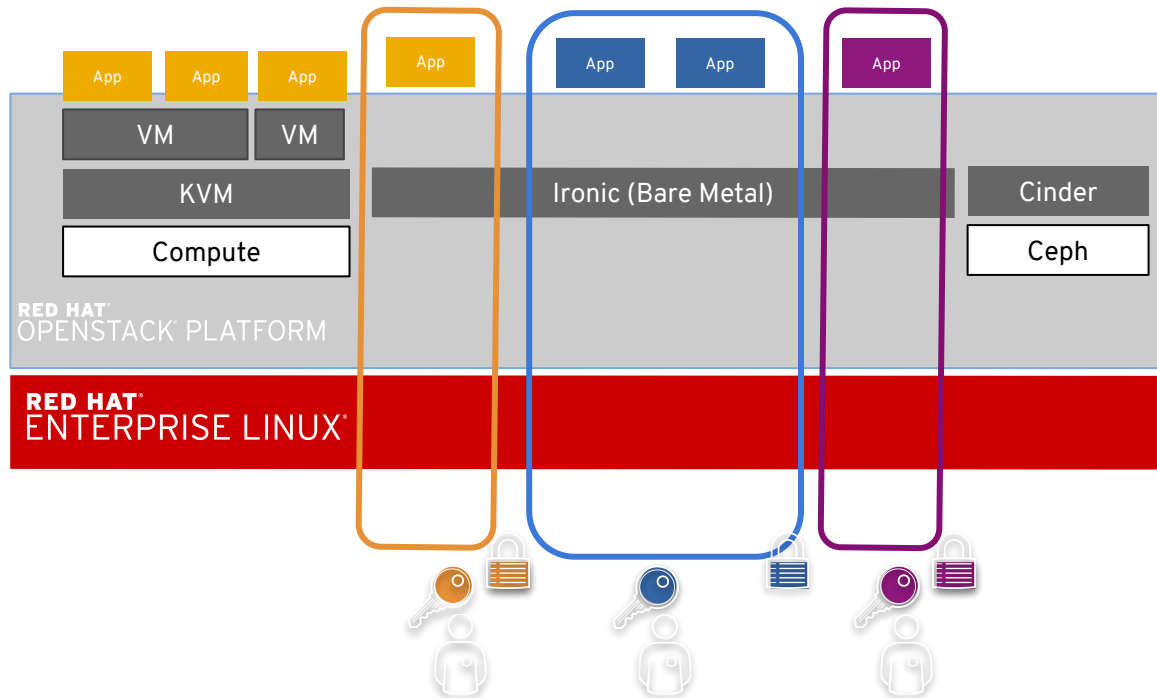 App
App
App
App
App
App
App
VM
VM
KVM
Ironic (Bare Metal)
Cinder
Compute
Ceph
RED HAT®
OPENSTACK® PLATFORM
RED HAT®
ENTERPRISE LINUX®